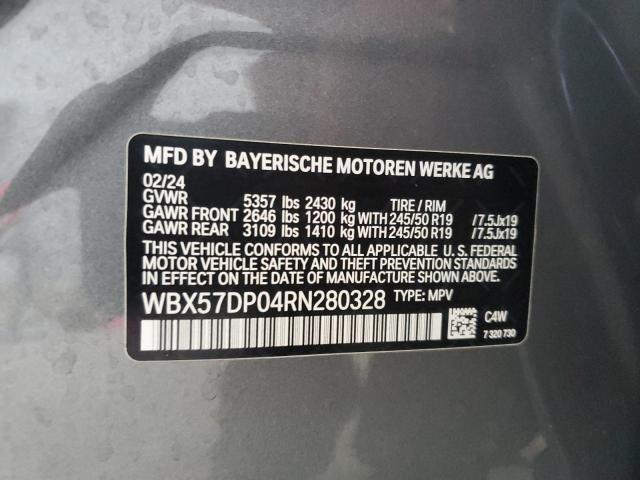 MFD BY BAYERISCHE MOTOREN WERKE AG
02/24
GVWR 5357 lbs 2430 kg TIRE / RIM
GAWR FRONT 2646 lbs 1200 kg WITH 245/50 R19 /7.5Jx19
GAWR REAR 3109 lbs 1410 kg WITH 245/50 R19 /7.5Jx19
THIS VEHICLE CONFORMS TO ALL APPLICABLE U. S. FEDERAL
MOTOR VEHICLE SAFETY AND THEFT PREVENTION STANDARDS
IN EFFECT ON THE DATE OF MANUFACTURE SHOWN ABOVE.
WBX57DP04RN280328 TYPE: MPV
C4W
7 320 730